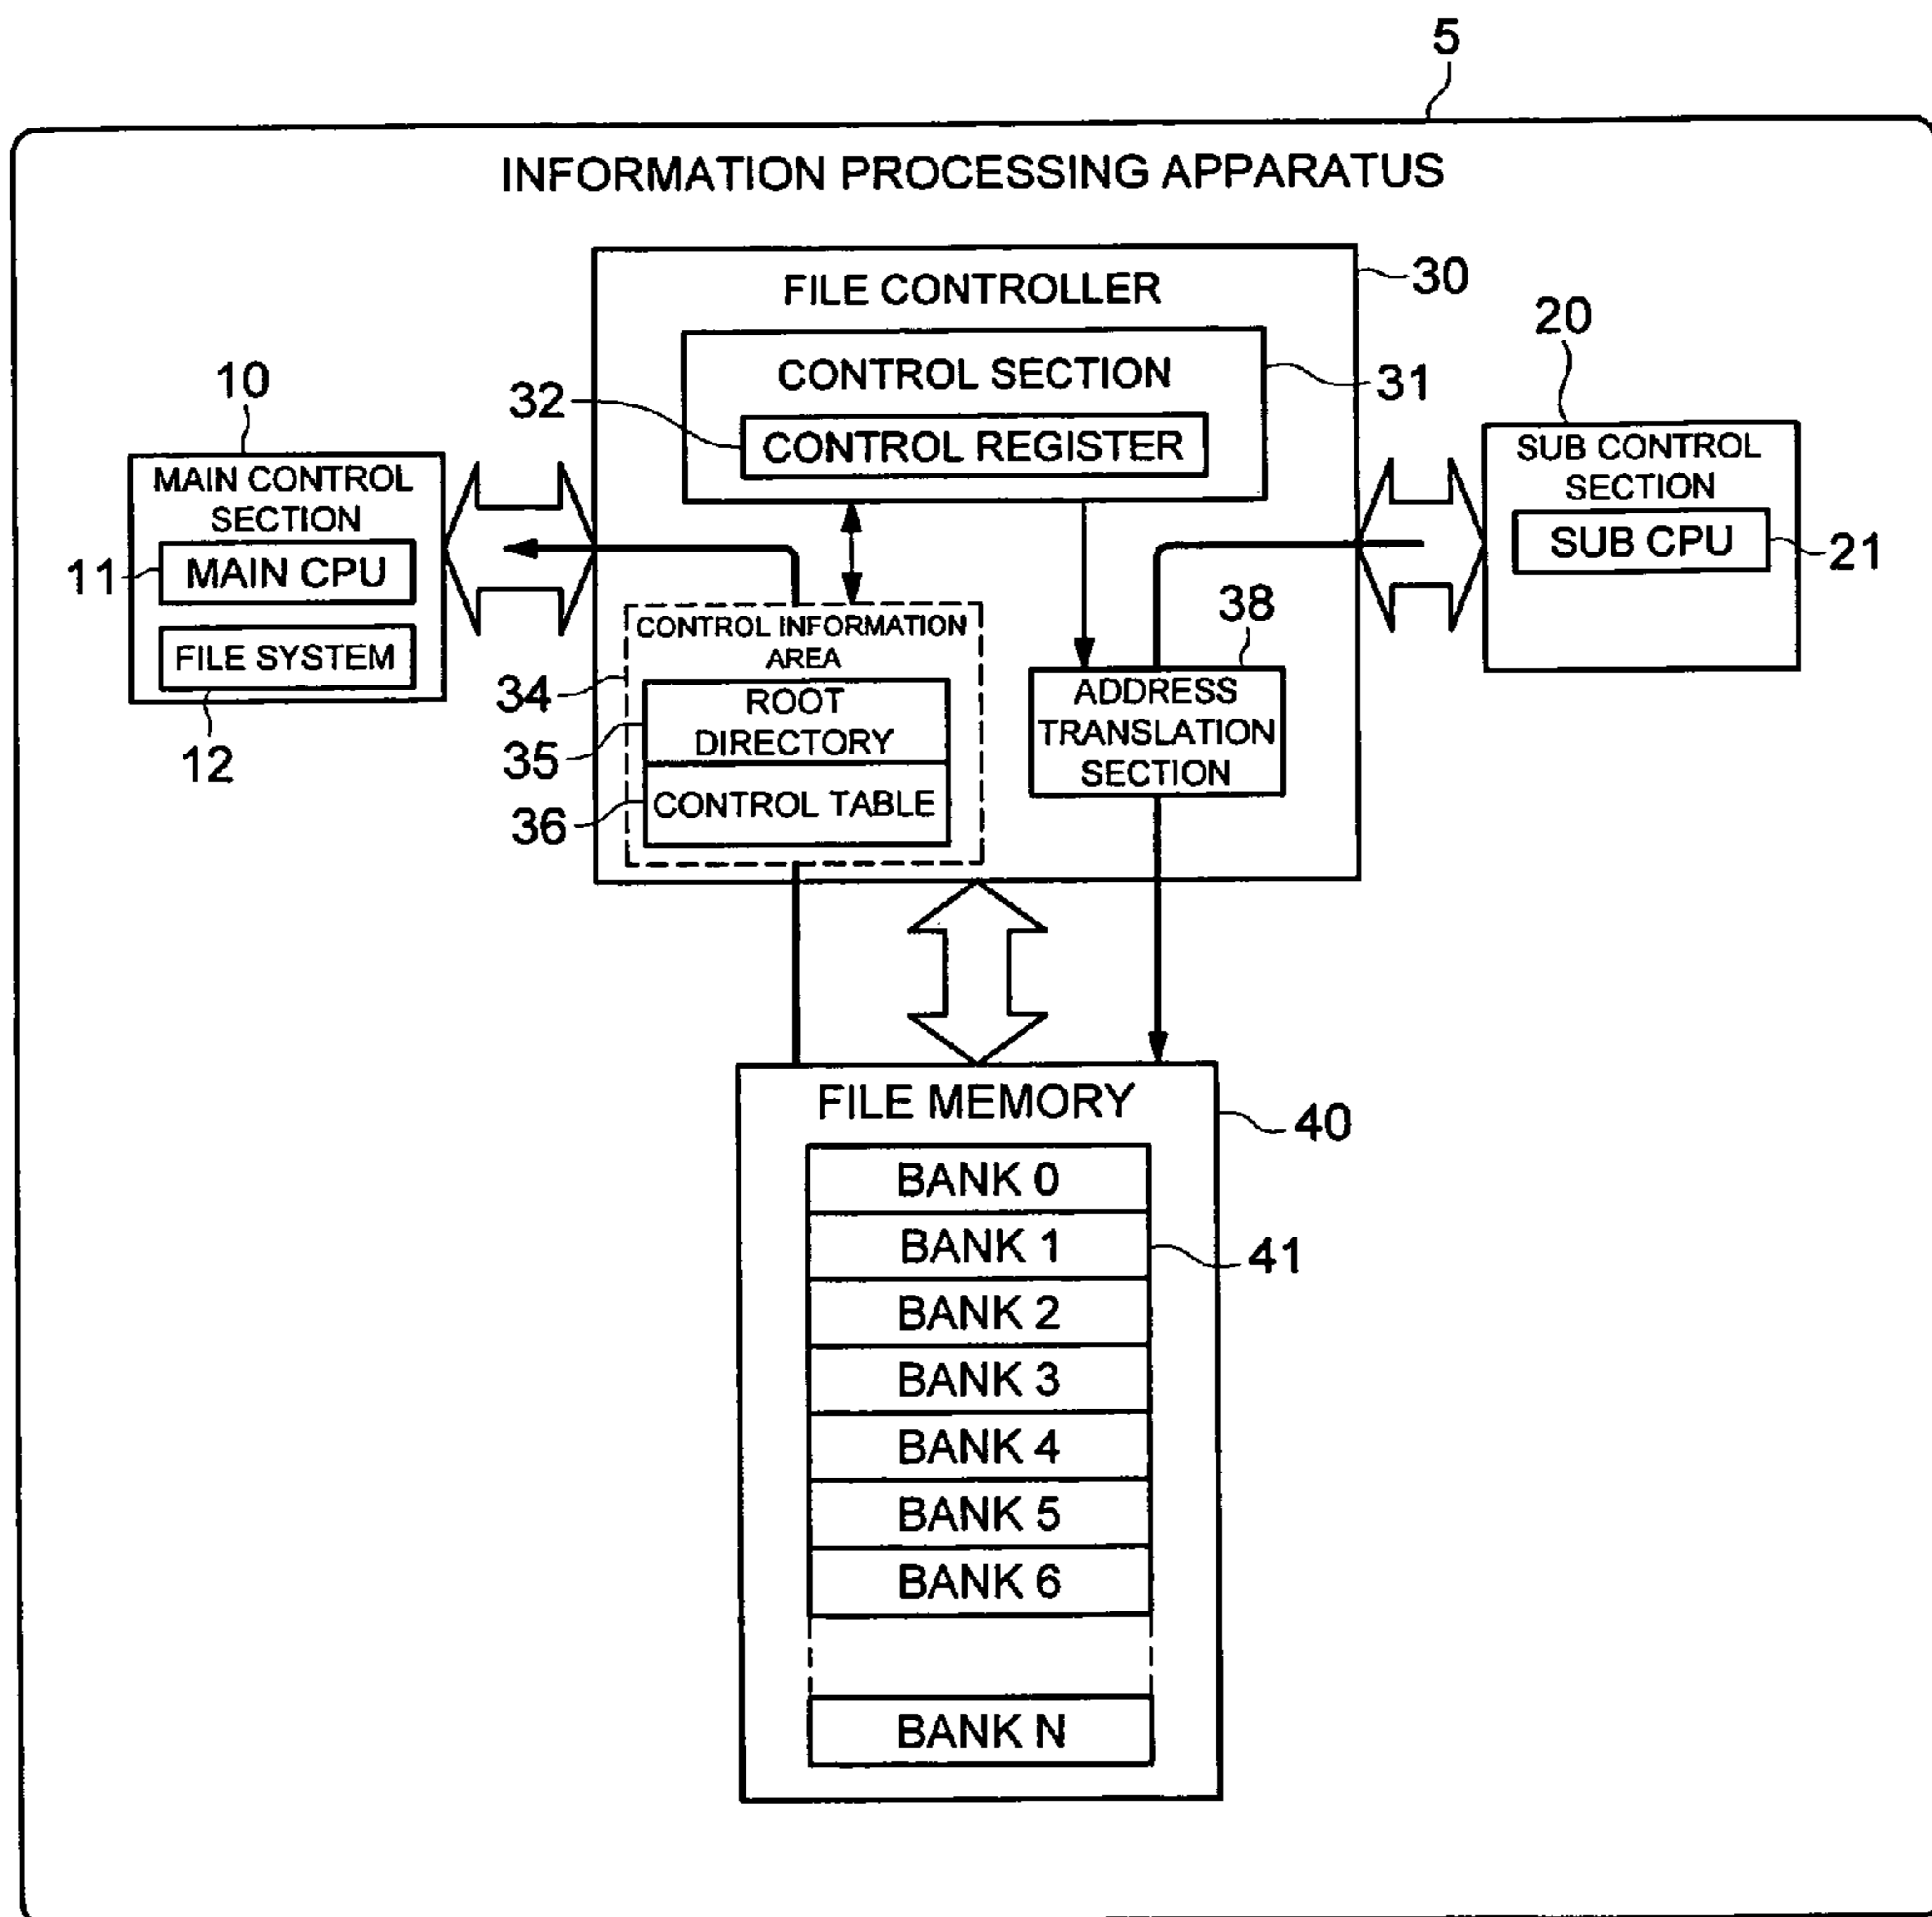 5
INFORMATION PROCESSING APPARATUS
FILE CONTROLLER
30
CONTROL SECTION
31
32
CONTROL REGISTER
10
MAIN CONTROL
SECTION
11
MAIN CPU
FILE SYSTEM
12
20
SUB CONTROL
SECTION
SUB CPU
21
CONTROL INFORMATION
AREA
34
ROOT
DIRECTORY
35
CONTROL TABLE
36
38
ADDRESS
TRANSLATION
SECTION
FILE MEMORY
40
BANK 0
BANK 1
41
BANK 2
BANK 3
BANK 4
BANK 5
BANK 6
BANK N